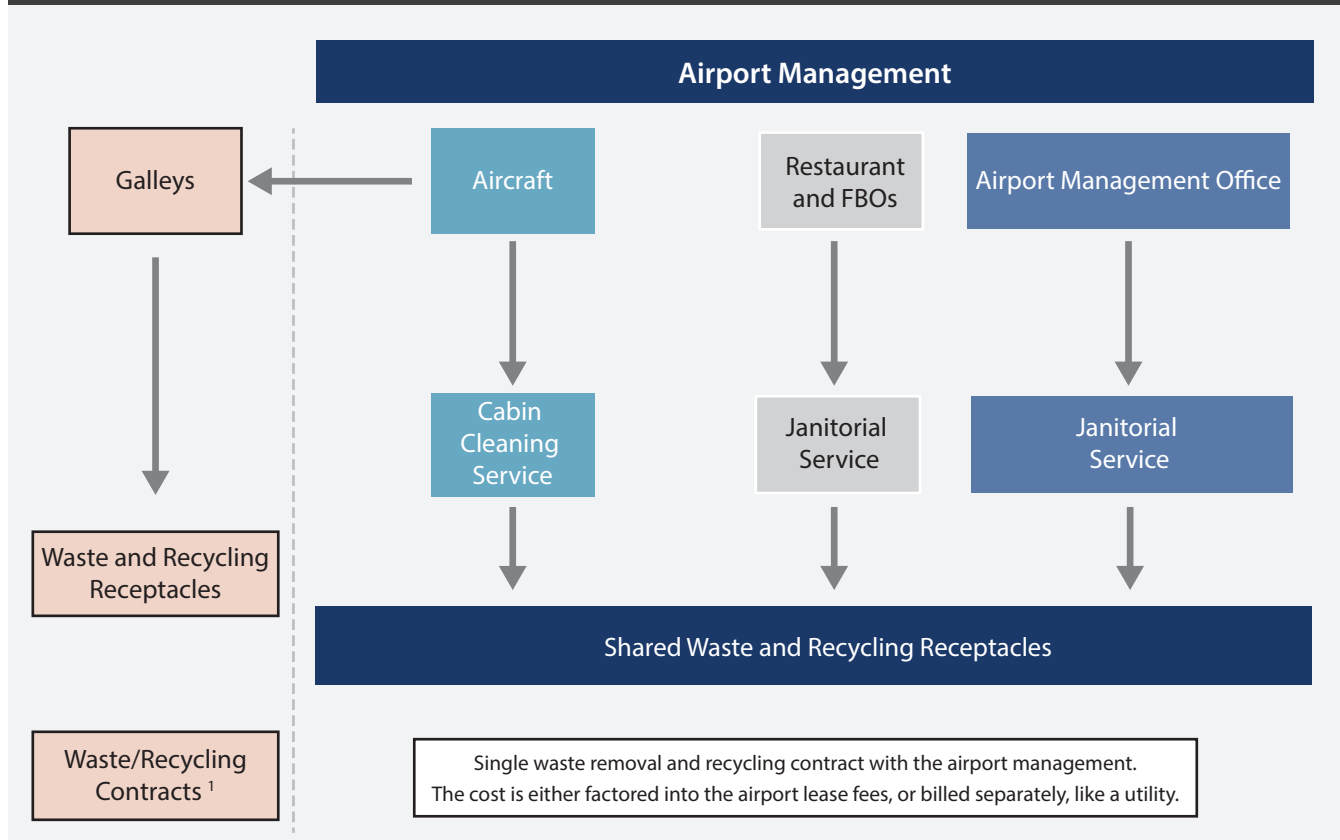 Airport Management
Galleys
Aircraft
Restaurant
and FBOs
Airport Management Office
Cabin
Cleaning
Service
Janitorial
Service
Janitorial
Service
Waste and Recycling
Receptacles
Shared Waste and Recycling Receptacles
Waste/Recycling
Contracts 1
Single waste removal and recycling contract with the airport management.
The cost is either factored into the airport lease fees, or billed separately, like a utility.